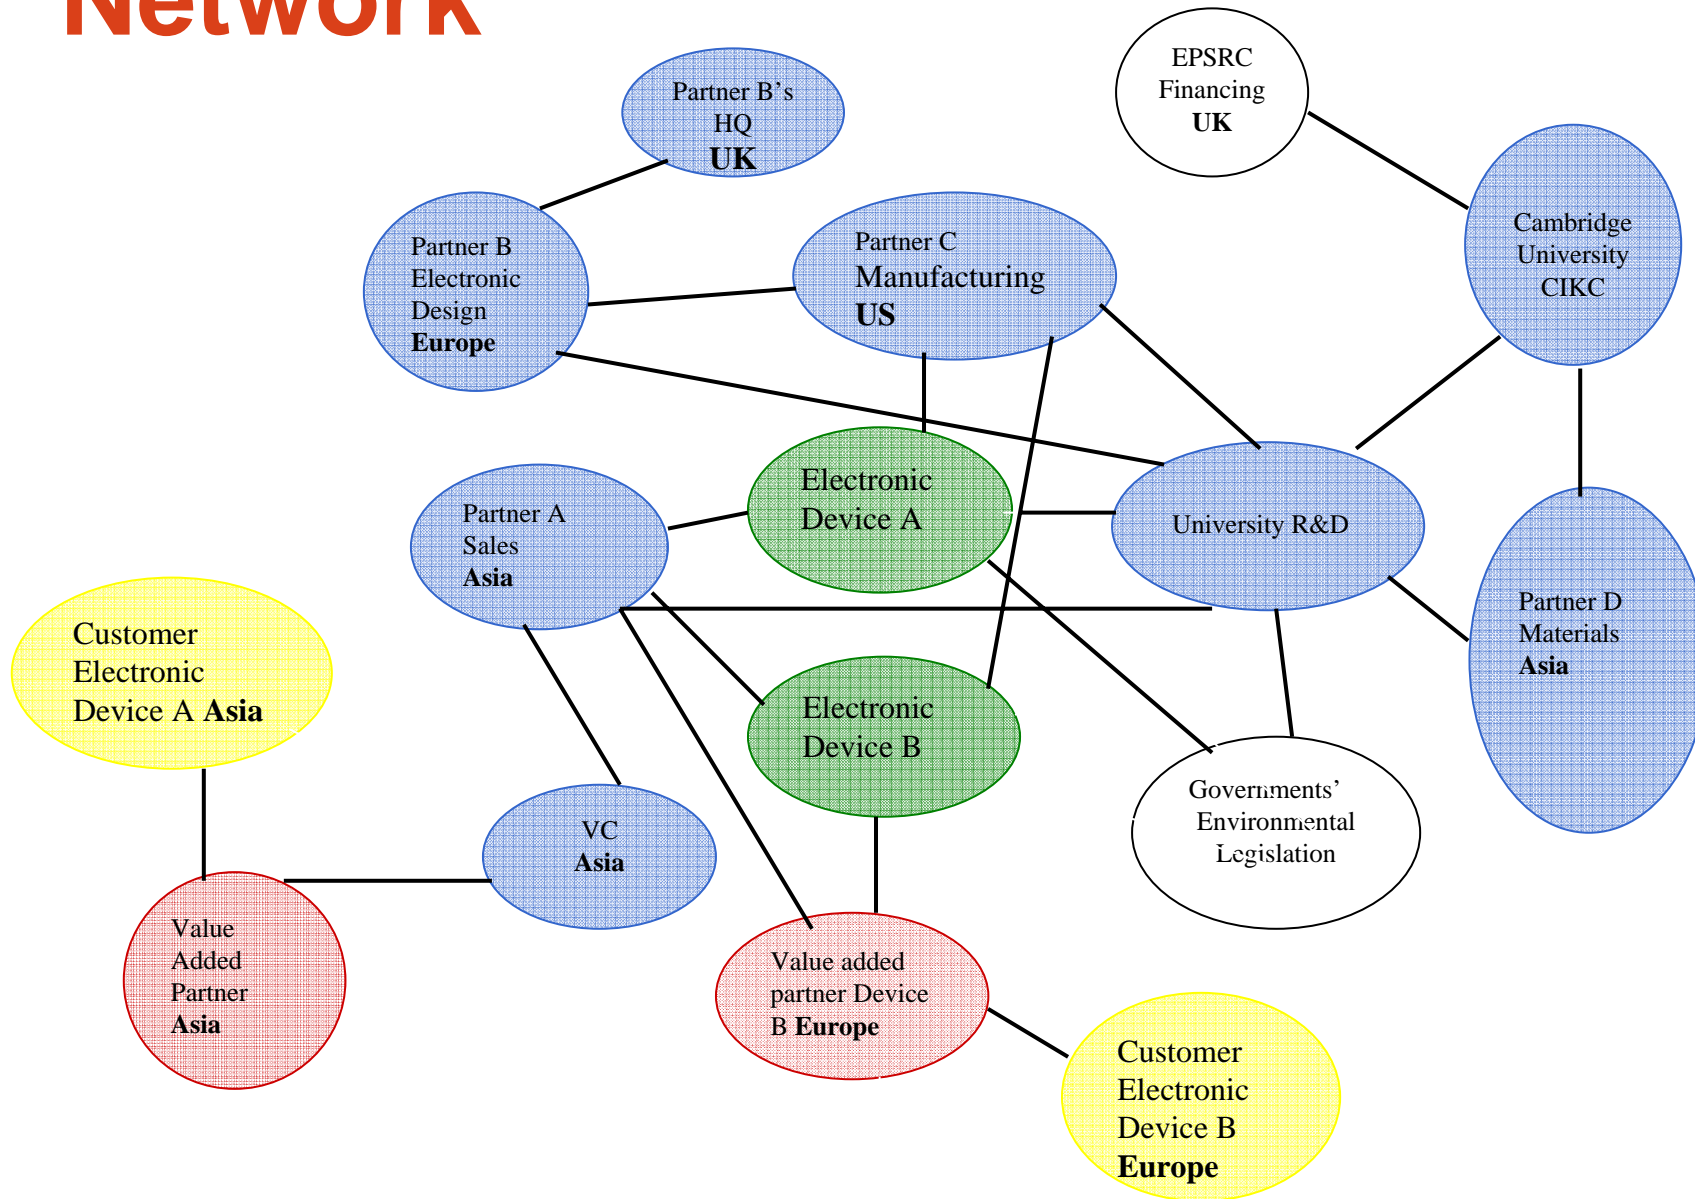 Network
EPSRC
Financing
UK
Partner B’s
HQ
UK
Cambridge
University
CIKC
Partner B
Electronic
Design
Europe
Partner C
Manufacturing
US
Electronic
Device A
Partner A
Sales
Asia
University R&D
Partner D
Materials
Asia
Customer
Electronic
Device A Asia
Electronic
Device B
Governments’
Environmental
Legislation
VC
Asia
Value
Added
Partner
Asia
Value added
partner Device
B Europe
Customer
Electronic
Device B
Europe